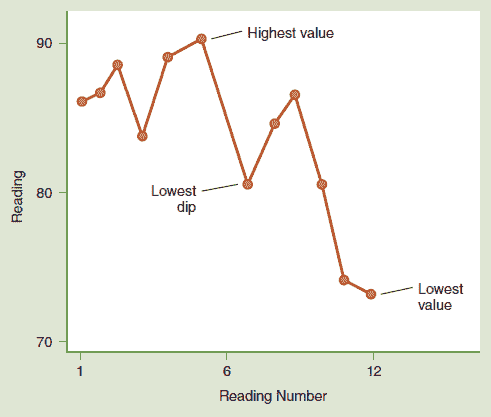 90
Highest value
Lowest
dip
80
Reading
Lowest
value
70
1
6
12
Reading Number